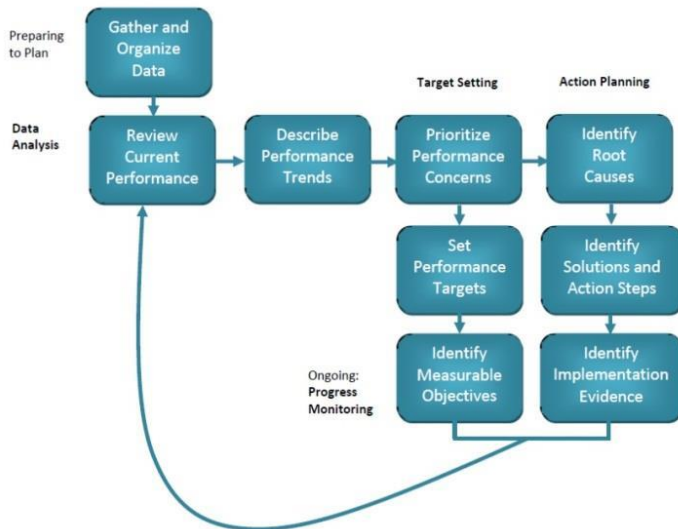 Preparing
to Plan
Gather and
Organize
Data
Target Setting
Action Planning
Data
Analysis
Review
Current
Performance
Describe
Performance
Trends
Prioritize
Performance
Concerns
Identify
Root
Causes
Set
Performance
Targets
Identify
Solutions and
Action Steps
Ongoing:
Progress
Monitoring
Identify
Measurable
Objectives
Identify
Implementation
Evidence